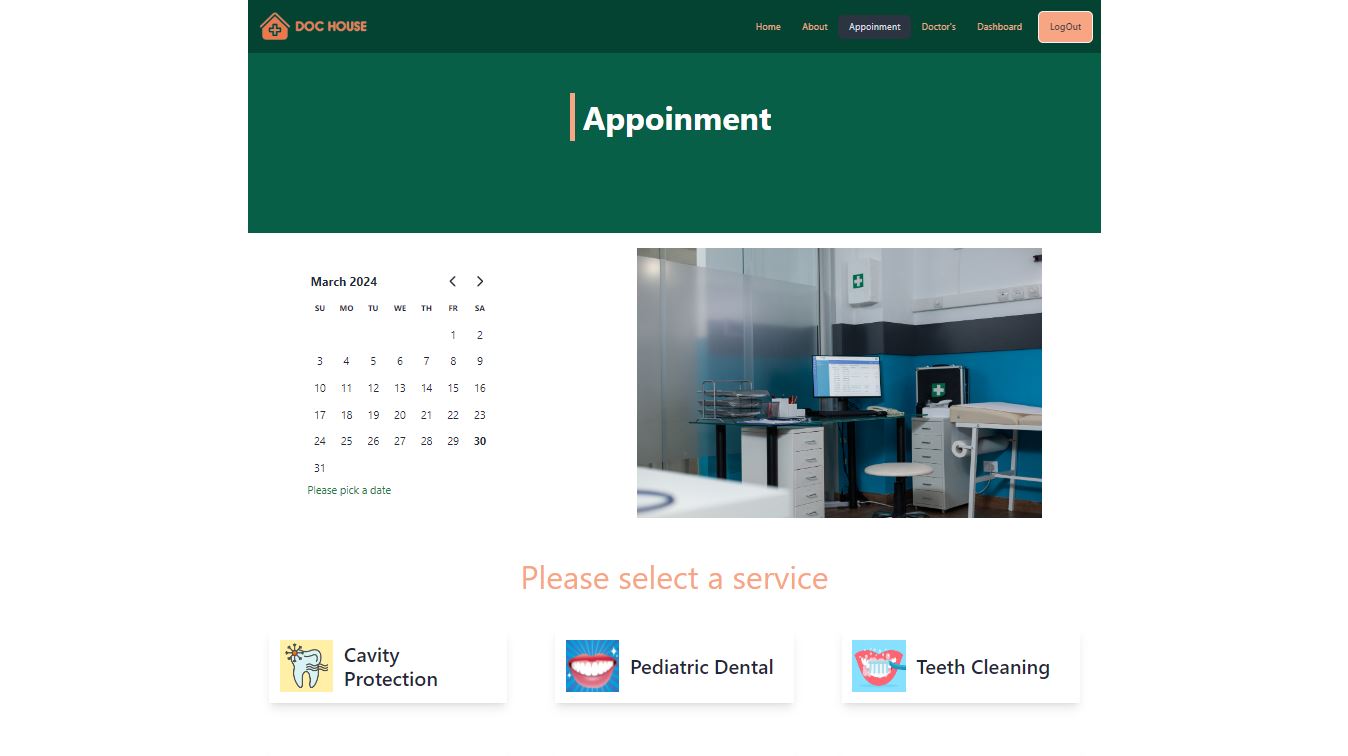 DOC HOUSE
Home About Appoinment Doctor's Dashboard LogOut
Appoinment
March 2024
SU MO TU WE TH FR SA
1 2
3 4 5 6 7 8 9
10 11 12 13 14 15 16
17 18 19 20 21 22 23
24 25 26 27 28 29 30
31
Please pick a date
Please select a service
Cavity
Protection
Pediatric Dental
Teeth Cleaning